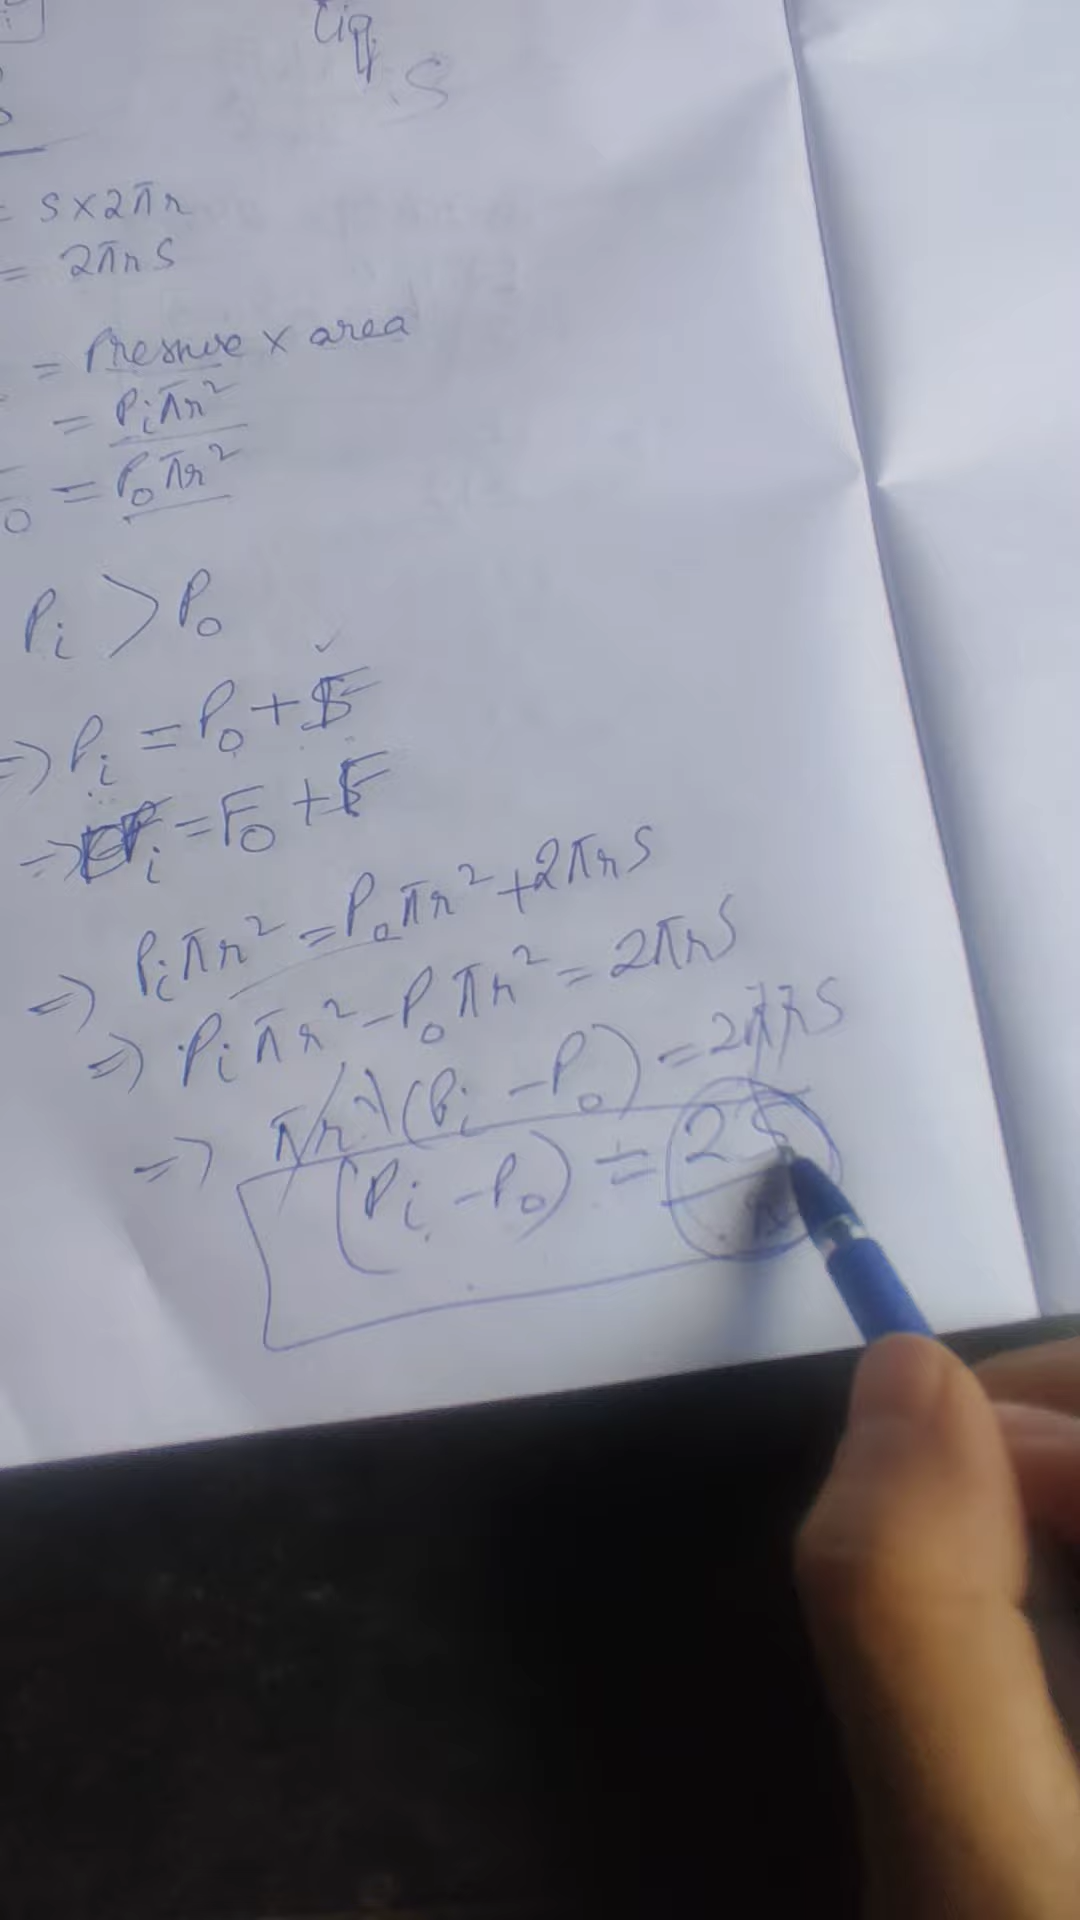 Liq.
S
= S × 2πr
= 2πrS
= Pressure × area
= Pᵢπr²
₀ = P₀πr²
Pᵢ > P₀
=> Pᵢ = P₀ + F
=> Fᵢ = F₀ + F
=> Pᵢπr² = P₀πr² + 2πrS
=> Pᵢπr² - P₀πr² = 2πrS
=> πr²(Pᵢ - P₀) = 2πrS
(Pᵢ - P₀) = 2S